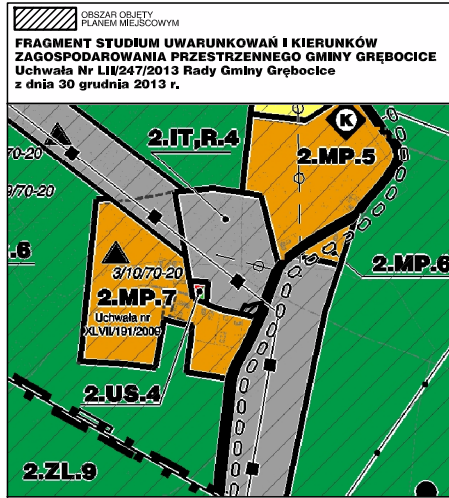 OBSZAR OBJĘTY
PLANEM MIEJSCOWYM
FRAGMENT STUDIUM UWARUNKOWAŃ I KIERUNKÓW
ZAGOSPODAROWANIA PRZESTRZENNEGO GMINY GRĘBOCICE
Uchwała Nr LII/247/2013 Rady Gminy Grębocice
z dnia 30 grudnia 2013 r.
K
2.IT,R.4
2.MP.5
70-20
/70-20
.6
2.MP.6
3/10/70-20
2.MP.7
Uchwała nr
XLVII/191/2009
2.US.4
2.ZL.9